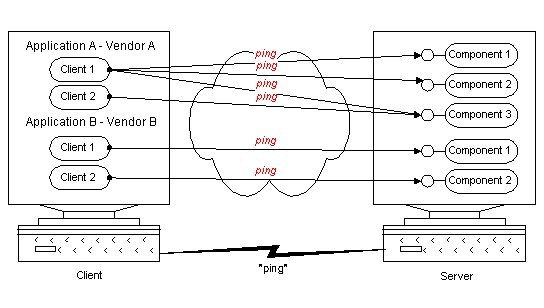 Application A - Vendor A
Client 1
Client 2
Application B - Vendor B
Client 1
Client 2
ping
ping
ping
ping
ping
ping
Component 1
Component 2
Component 3
Component 1
Component 2
Client
"ping"
Server